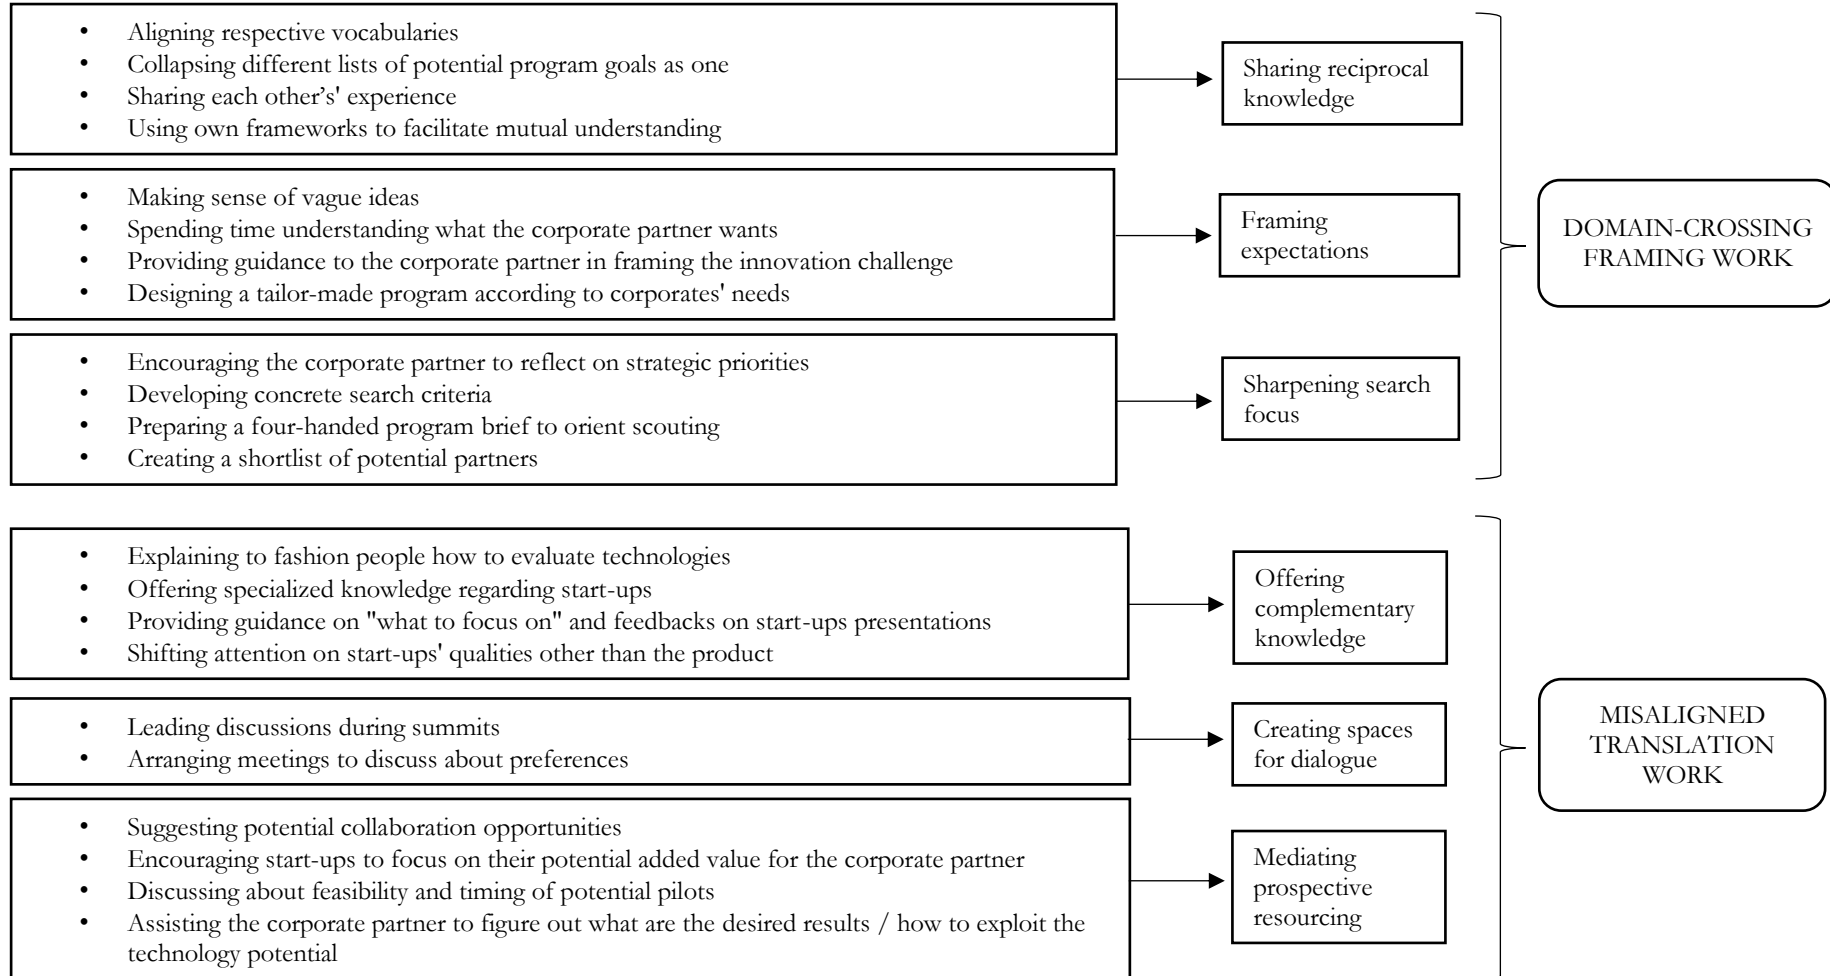 • Aligning respective vocabularies
• Collapsing different lists of potential program goals as one
• Sharing each other's' experience
• Using own frameworks to facilitate mutual understanding
Sharing reciprocal
knowledge
• Making sense of vague ideas
• Spending time understanding what the corporate partner wants
• Providing guidance to the corporate partner in framing the innovation challenge
• Designing a tailor-made program according to corporates' needs
Framing
expectations
• Encouraging the corporate partner to reflect on strategic priorities
• Developing concrete search criteria
• Preparing a four-handed program brief to orient scouting
• Creating a shortlist of potential partners
Sharpening search
focus
DOMAIN-CROSSING
FRAMING WORK
• Explaining to fashion people how to evaluate technologies
• Offering specialized knowledge regarding start-ups
• Providing guidance on "what to focus on" and feedbacks on start-ups presentations
• Shifting attention on start-ups' qualities other than the product
Offering
complementary
knowledge
• Leading discussions during summits
• Arranging meetings to discuss about preferences
Creating spaces
for dialogue
• Suggesting potential collaboration opportunities
• Encouraging start-ups to focus on their potential added value for the corporate partner
• Discussing about feasibility and timing of potential pilots
• Assisting the corporate partner to figure out what are the desired results / how to exploit the
technology potential
Mediating
prospective
resourcing
MISALIGNED
TRANSLATION
WORK